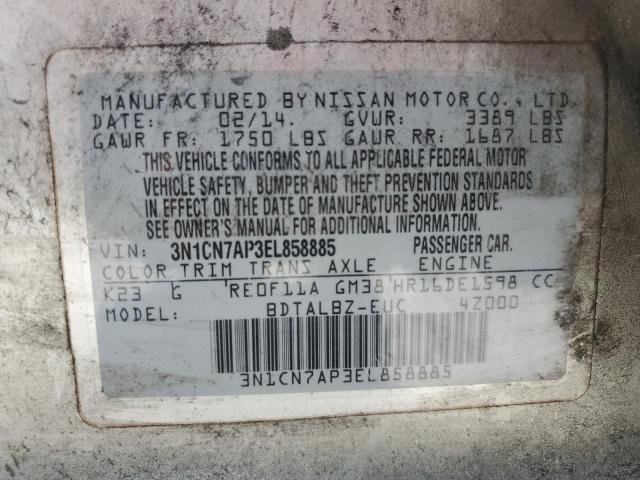 MANUFACTURED BY NISSAN MOTOR CO., LTD.
DATE: 02/14. GVWR: 3389 LBS
GAWR FR: 1750 LBS GAWR RR: 1687 LBS
THIS VEHICLE CONFORMS TO ALL APPLICABLE FEDERAL MOTOR
VEHICLE SAFETY, BUMPER AND THEFT PREVENTION STANDARDS
IN EFFECT ON THE DATE OF MANUFACTURE SHOWN ABOVE.
SEE OWNER'S MANUAL FOR ADDITIONAL INFORMATION.
VIN: 3N1CN7AP3EL858885 PASSENGER CAR.
COLOR TRIM TRANS AXLE ENGINE
K23 G RE0F11A GM38 HR16DE1598 CC
MODEL: BDTALBZ-EUC 4Z000
3N1CN7AP3EL858885